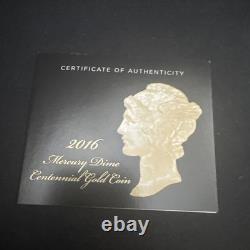 CERTIFICATE OF AUTHENTICITY
2016
Mercury Dime
Centennial Gold Coin